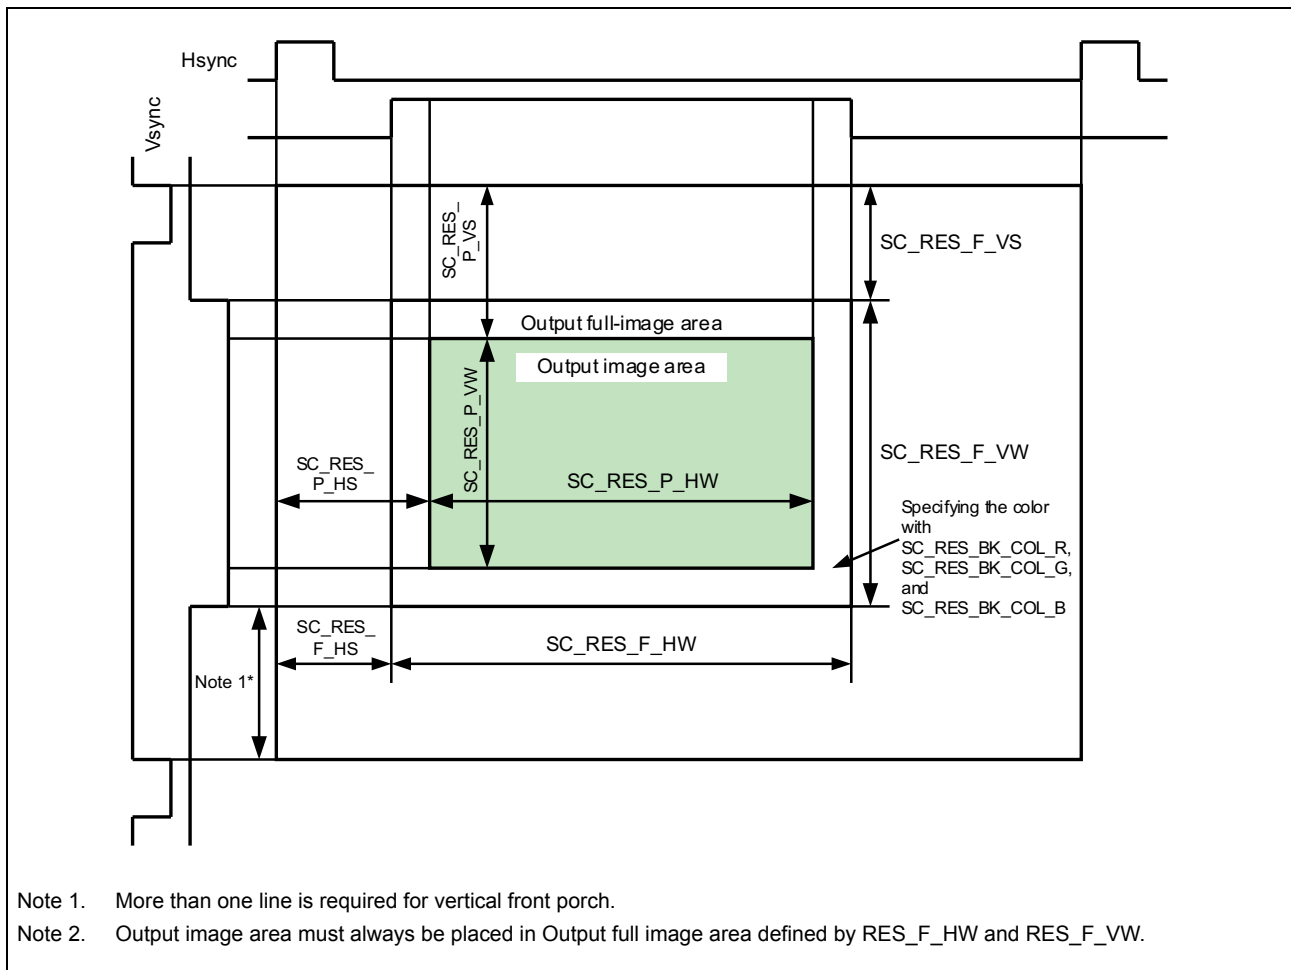 Hsync
Vsync
SC_RES_
P_VS
SC_RES_F_VS
Output full-image area
Output image area
SC_RES_P_VW
SC_RES_F_VW
SC_RES_
P_HS
SC_RES_P_HW
Specifying the color
with
SC_RES_BK_COL_R,
SC_RES_BK_COL_G,
and
SC_RES_BK_COL_B
SC_RES_
F_HS
SC_RES_F_HW
Note 1*
Note 1. More than one line is required for vertical front porch.
Note 2. Output image area must always be placed in Output full image area defined by RES_F_HW and RES_F_VW.